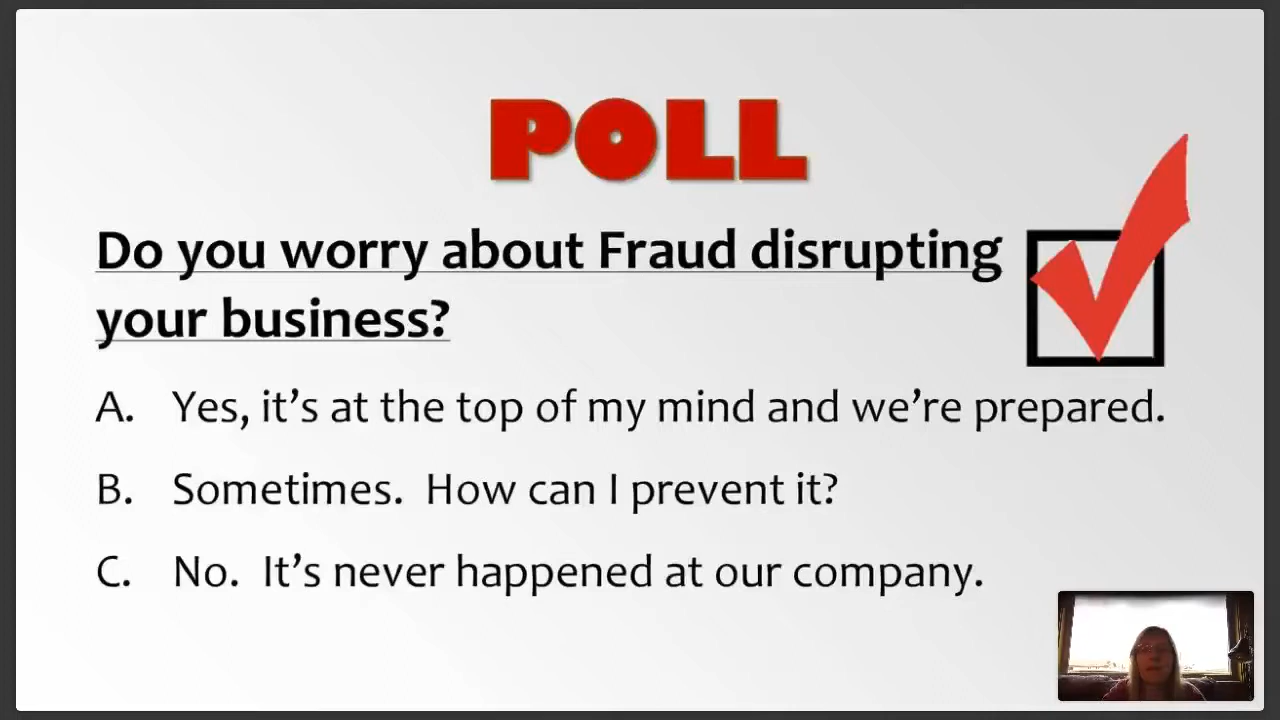 POLL
Do you worry about Fraud disrupting
your business?
A. Yes, it’s at the top of my mind and we’re prepared.
B. Sometimes. How can I prevent it?
C. No. It’s never happened at our company.